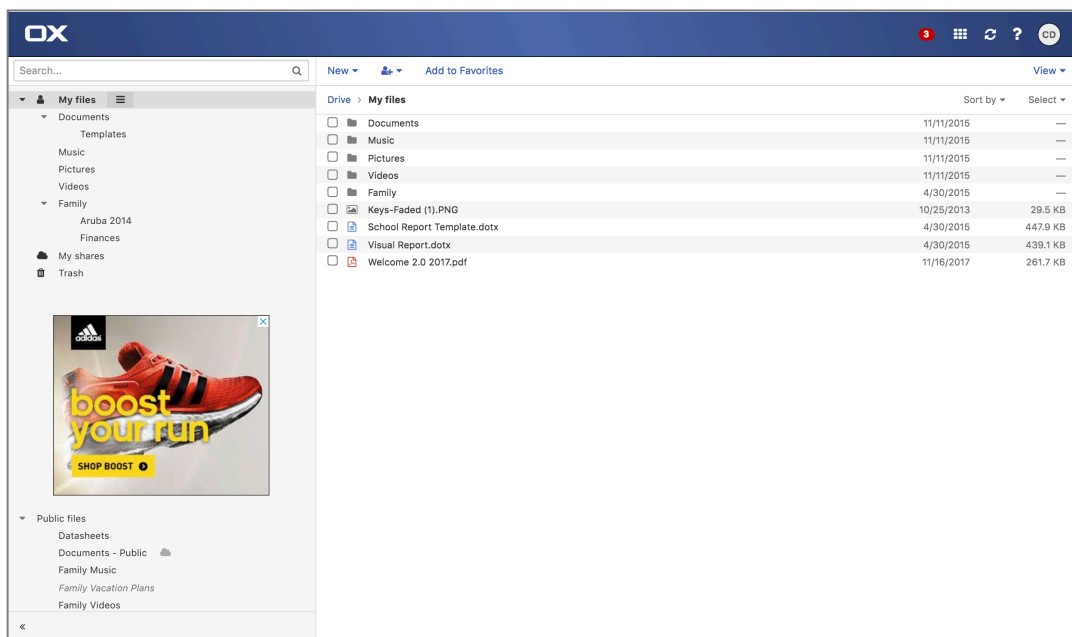 OX
3
?
CD
Search...
New
Add to Favorites
View
My files
Drive > My files
Sort by
Select
Documents
Templates
Music
Pictures
Videos
Family
Aruba 2014
Finances
My shares
Trash
Documents 11/11/2015 —
Music 11/11/2015 —
Pictures 11/11/2015 —
Videos 11/11/2015 —
Family 4/30/2015 —
Keys-Faded (1).PNG 10/25/2013 29.5 KB
School Report Template.dotx 4/30/2015 447.9 KB
Visual Report.dotx 4/30/2015 439.1 KB
Welcome 2.0 2017.pdf 11/16/2017 261.7 KB
adidas
boost
your run
SHOP BOOST
Public files
Datasheets
Documents - Public
Family Music
Family Vacation Plans
Family Videos
«